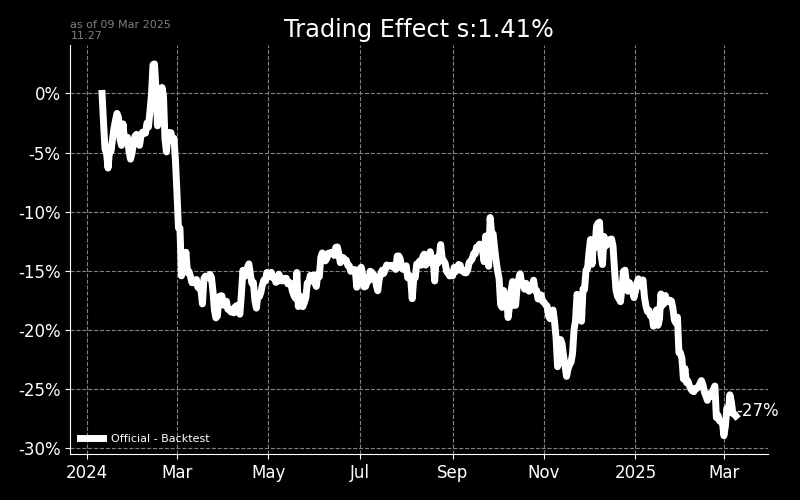 as of 09 Mar 2025
11:27
Trading Effect s:1.41%
0%
-5%
-10%
-15%
-20%
-25%
-30%
-27%
Official - Backtest
2024 Mar May Jul Sep Nov 2025 Mar